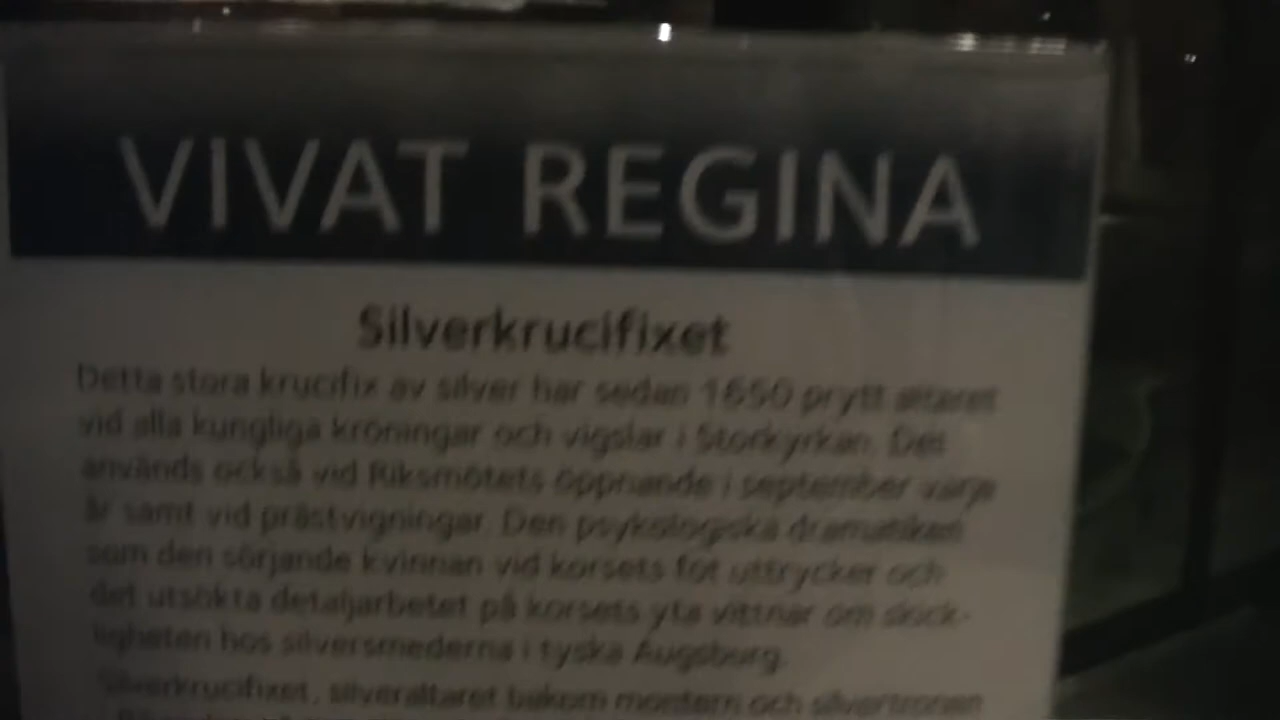 VIVAT REGINA
Silverkrucifixet
Detta stora krucifix av silver har sedan 1650 prytt altaret
vid alla kungliga kröningar och vigslar i Storkyrkan. Det
används också vid Riksmötets öppnande i september varje
år samt vid prästvigningar. Den psykologiska dramatiken
som den sörjande kvinnan vid korsets fot uttrycker och
det utsökta detaljarbetet på korsets yta vittnar om skick-
ligheten hos silversmederna i tyska Augsburg.
Silverkrucifixet, silveraltaret bakom montern och silvertronen